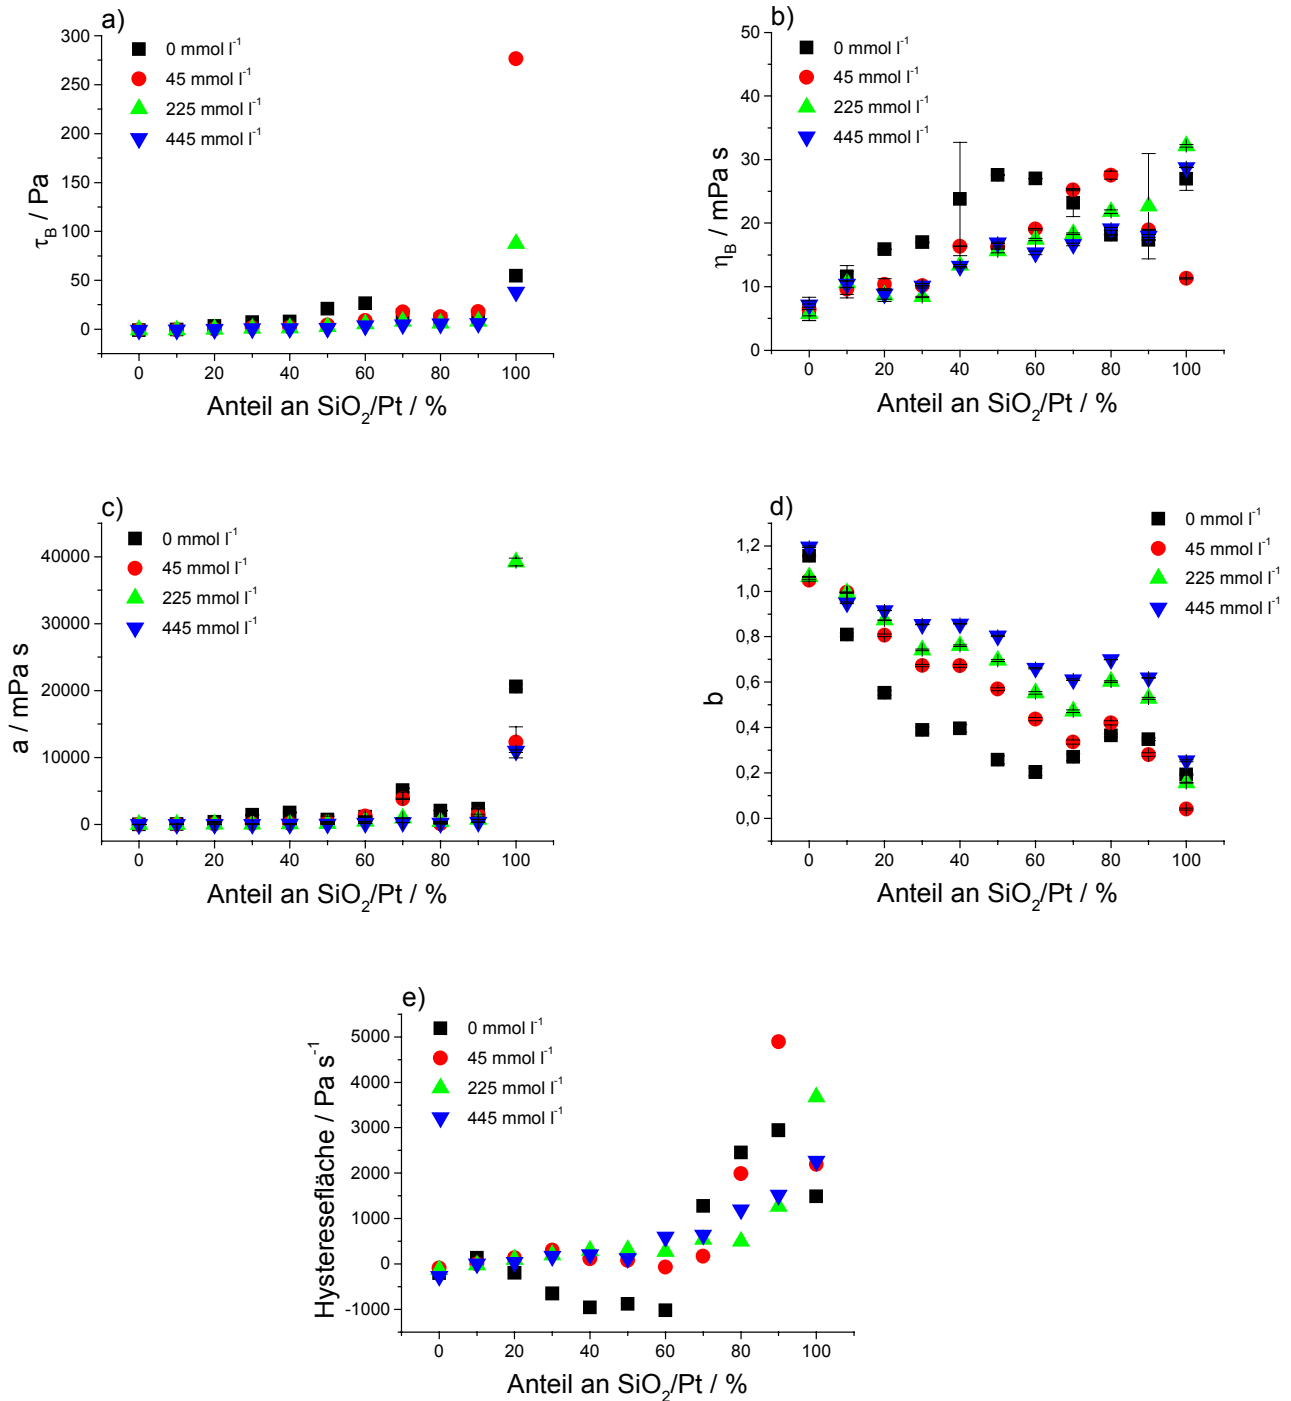 a)
300
250
200
150
100
50
0
τB / Pa
0 mmol l⁻¹
45 mmol l⁻¹
225 mmol l⁻¹
445 mmol l⁻¹
0 20 40 60 80 100
Anteil an SiO₂/Pt / %
b)
50
40
30
20
10
0
ηB / mPa s
0 mmol l⁻¹
45 mmol l⁻¹
225 mmol l⁻¹
445 mmol l⁻¹
0 20 40 60 80 100
Anteil an SiO₂/Pt / %
c)
40000
30000
20000
10000
0
a / mPa s
0 mmol l⁻¹
45 mmol l⁻¹
225 mmol l⁻¹
445 mmol l⁻¹
0 20 40 60 80 100
Anteil an SiO₂/Pt / %
d)
1,2
1,0
0,8
0,6
0,4
0,2
0,0
b
0 mmol l⁻¹
45 mmol l⁻¹
225 mmol l⁻¹
445 mmol l⁻¹
0 20 40 60 80 100
Anteil an SiO₂/Pt / %
e)
5000
4000
3000
2000
1000
0
-1000
Hysteresefläche / Pa s⁻¹
0 mmol l⁻¹
45 mmol l⁻¹
225 mmol l⁻¹
445 mmol l⁻¹
0 20 40 60 80 100
Anteil an SiO₂/Pt / %